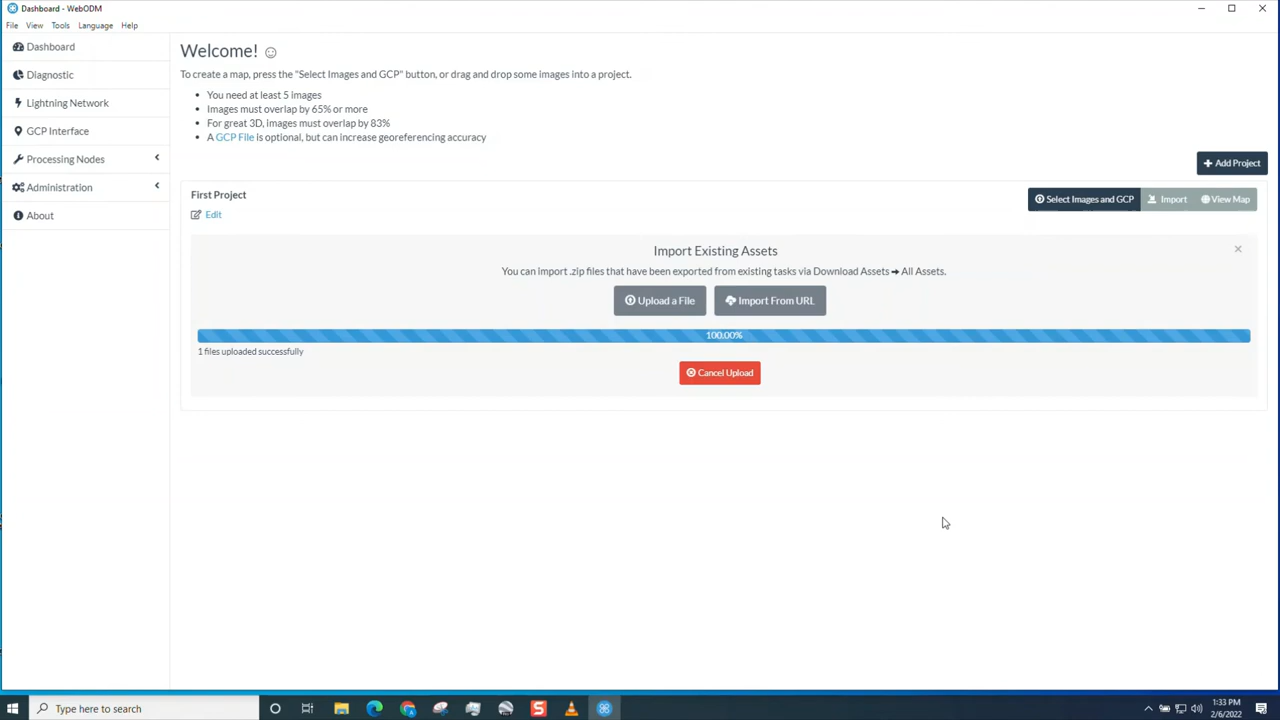 Dashboard - WebODM
File View Tools Language Help
Dashboard
Diagnostic
Lightning Network
GCP Interface
Processing Nodes
Administration
About
Welcome!
To create a map, press the "Select Images and GCP" button, or drag and drop some images into a project.
You need at least 5 images
Images must overlap by 65% or more
For great 3D, images must overlap by 83%
A GCP File is optional, but can increase georeferencing accuracy
Add Project
First Project
Select Images and GCP Import View Map
Edit
Import Existing Assets
You can import .zip files that have been exported from existing tasks via Download Assets ➔ All Assets.
Upload a File Import From URL
100.00%
1 files uploaded successfully
Cancel Upload
Type here to search
1:33 PM
2/6/2022